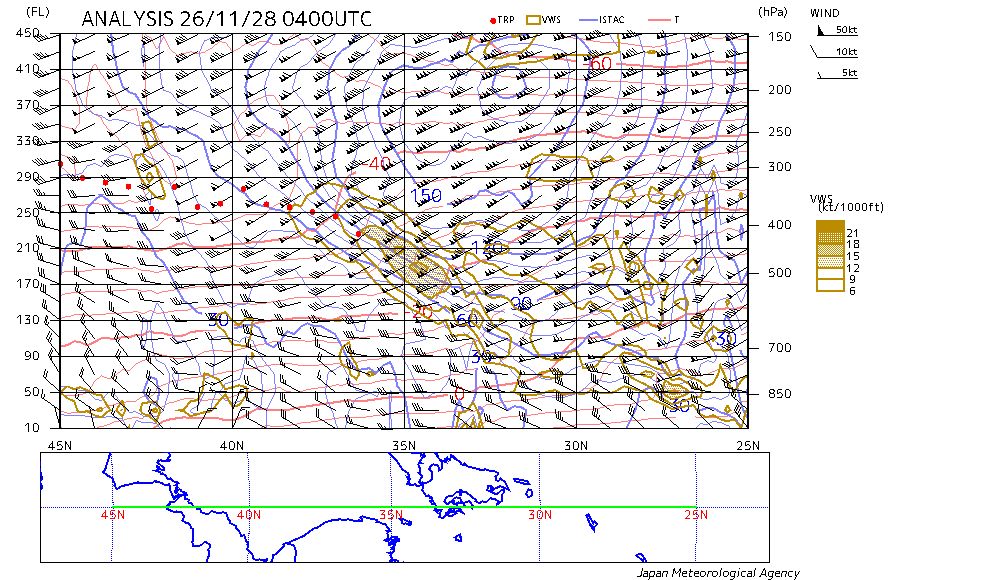 (FL) ANALYSIS 26/11/28 0400UTC TRP VWS ISTAC T (hPa) WIND
450 150 50kt
10kt
410 5kt
60
370 200
330 250
-40 300
290 150
VWS
250 (kt/1000ft)
400
210 120 21
18
500 15
170 12
90 9
-20 6
130 30 60
30
90 30 700
50 0 850
30
10
45N 40N 35N 30N 25N
45N 40N 35N 30N 25N
Japan Meteorological Agency